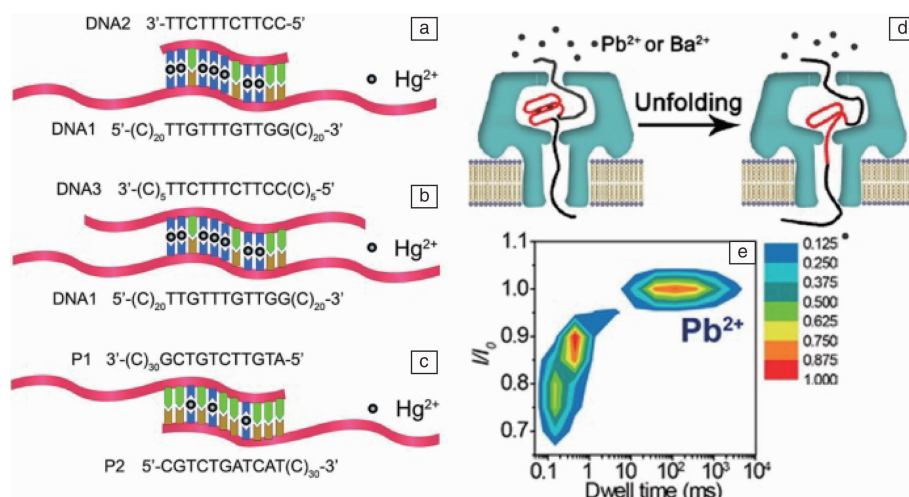 a
DNA2 3'-TTCTTTCTTCC-5'
Hg²⁺
DNA1 5'-(C)₂₀TTGTTTGTTGG(C)₂₀-3'
b
DNA3 3'-(C)₅TTCTTTCTTCC(C)₅-5'
Hg²⁺
DNA1 5'-(C)₂₀TTGTTTGTTGG(C)₂₀-3'
c
P1 3'-(C)₃₀GCTGTCTTGTA-5'
Hg²⁺
P2 5'-CGTCTGATCAT(C)₃₀-3'
d
Pb²⁺ or Ba²⁺
Unfolding
e
1.1
1.0
0.9
0.8
0.7
I/I₀
Pb²⁺
0.1 1 10 10² 10³ 10⁴
Dwell time (ms)
0.125
0.250
0.375
0.500
0.625
0.750
0.875
1.000